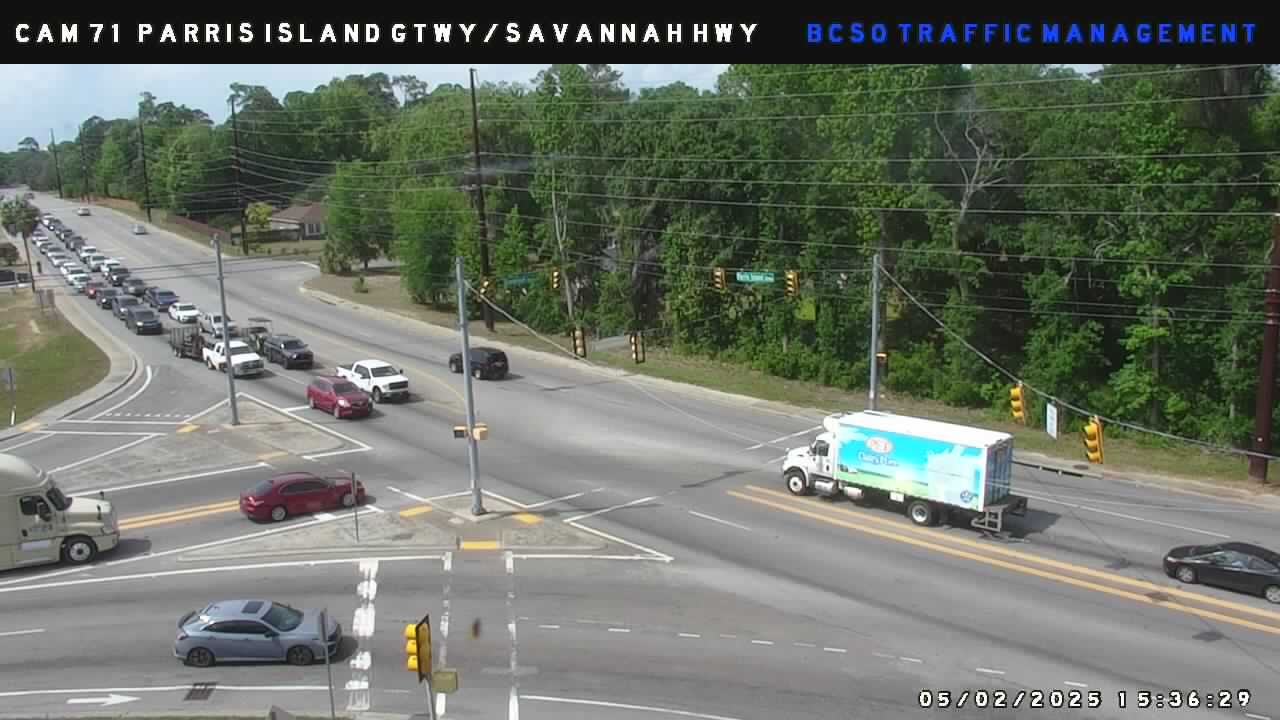 CAM 71 PARRIS ISLAND GTWY/SAVANNAH HWY
BCSO TRAFFIC MANAGEMENT
05/02/2025 15:36:29